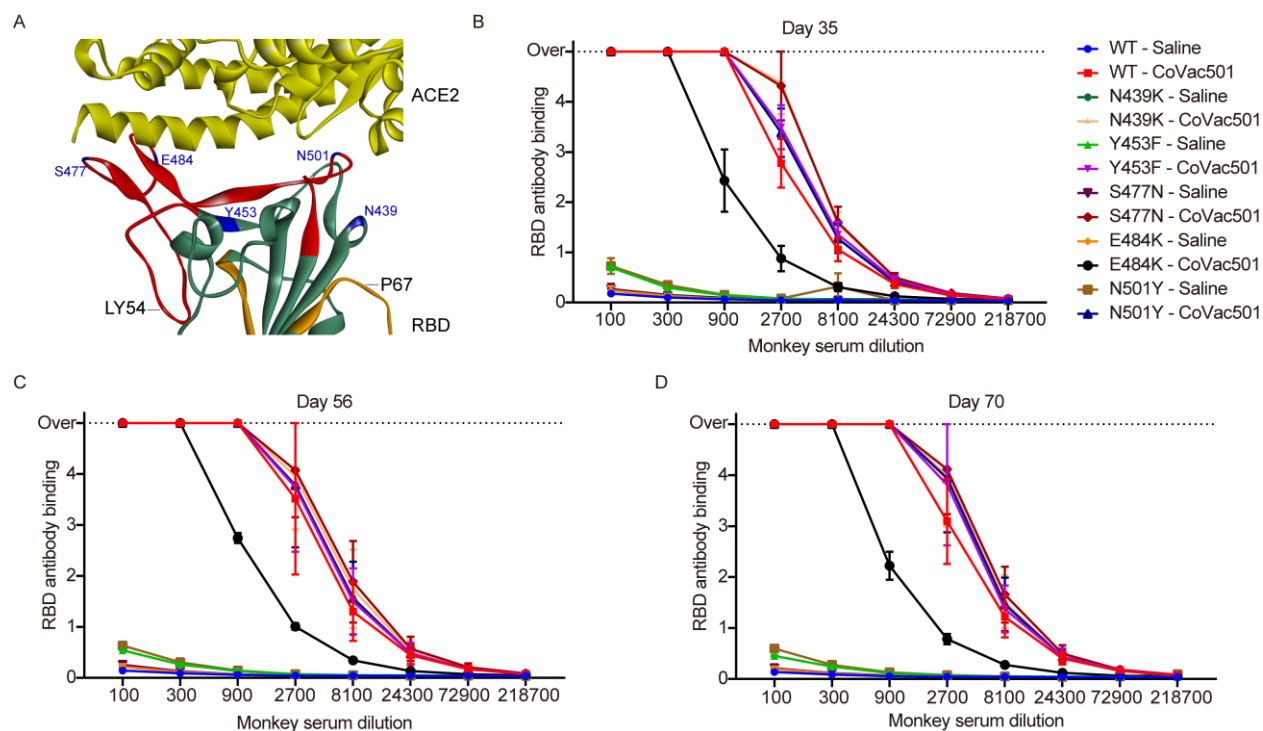 A
ACE2
S477
E484
N501
Y453
N439
LY54
P67
RBD
B
Day 35
Over
4
3
2
1
0
RBD antibody binding
100 300 900 2700 8100 24300 72900 218700
Monkey serum dilution
WT - Saline
WT - CoVac501
N439K - Saline
N439K - CoVac501
Y453F - Saline
Y453F - CoVac501
S477N - Saline
S477N - CoVac501
E484K - Saline
E484K - CoVac501
N501Y - Saline
N501Y - CoVac501
C
Day 56
Over
4
3
2
1
0
RBD antibody binding
100 300 900 2700 8100 24300 72900 218700
Monkey serum dilution
D
Day 70
Over
4
3
2
1
0
RBD antibody binding
100 300 900 2700 8100 24300 72900 218700
Monkey serum dilution